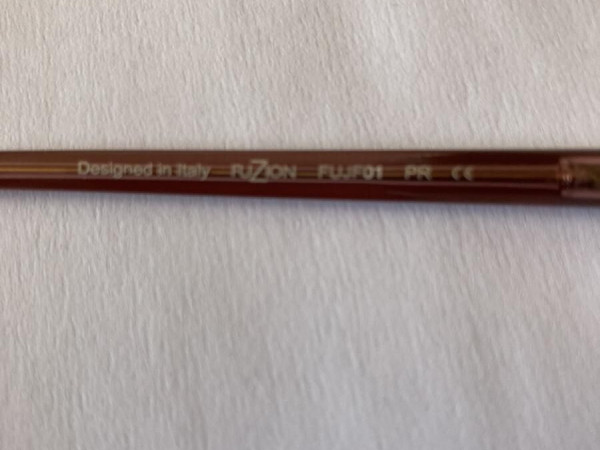 Designed in Italy FUZION FUJF01 PR CE